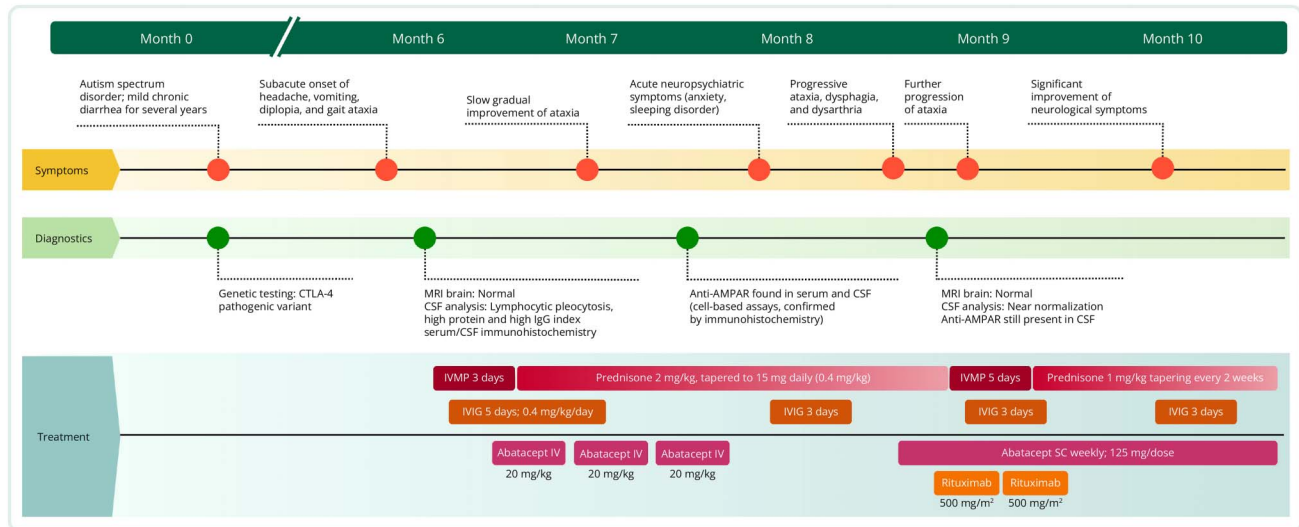 Month 0
Month 6
Month 7
Month 8
Month 9
Month 10
Autism spectrum
disorder; mild chronic
diarrhea for several years
Subacute onset of
headache, vomiting,
diplopia, and gait ataxia
Slow gradual
improvement of ataxia
Acute neuropsychiatric
symptoms (anxiety,
sleeping disorder)
Progressive
ataxia, dysphagia,
and dysarthria
Further
progression
of ataxia
Significant
improvement of
neurological symptoms
Symptoms
Diagnostics
Genetic testing: CTLA-4
pathogenic variant
MRI brain: Normal
CSF analysis: Lymphocytic pleocytosis,
high protein and high IgG index
serum/CSF immunohistochemistry
Anti-AMPAR found in serum and CSF
(cell-based assays, confirmed
by immunohistochemistry)
MRI brain: Normal
CSF analysis: Near normalization
Anti-AMPAR still present in CSF
Treatment
IVMP 3 days
Prednisone 2 mg/kg, tapered to 15 mg daily (0.4 mg/kg)
IVMP 5 days
Prednisone 1 mg/kg tapering every 2 weeks
IVIG 5 days; 0.4 mg/kg/day
IVIG 3 days
IVIG 3 days
IVIG 3 days
Abatacept IV
20 mg/kg
Abatacept IV
20 mg/kg
Abatacept IV
20 mg/kg
Abatacept SC weekly; 125 mg/dose
Rituximab
500 mg/m²
Rituximab
500 mg/m²